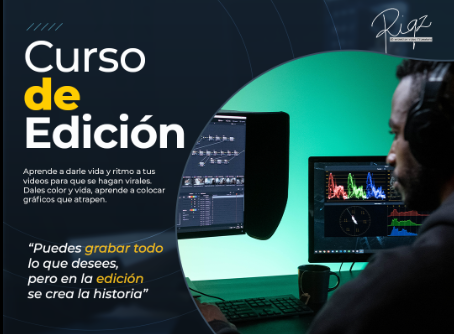 Rigz
Curso
de
Edición
Aprende a darle vida y ritmo a tus
videos para que se hagan virales.
Dales color y vida, aprende a colocar
gráficos que atrapen.
“Puedes grabar todo
lo que desees,
pero en la edición
se crea la historia”